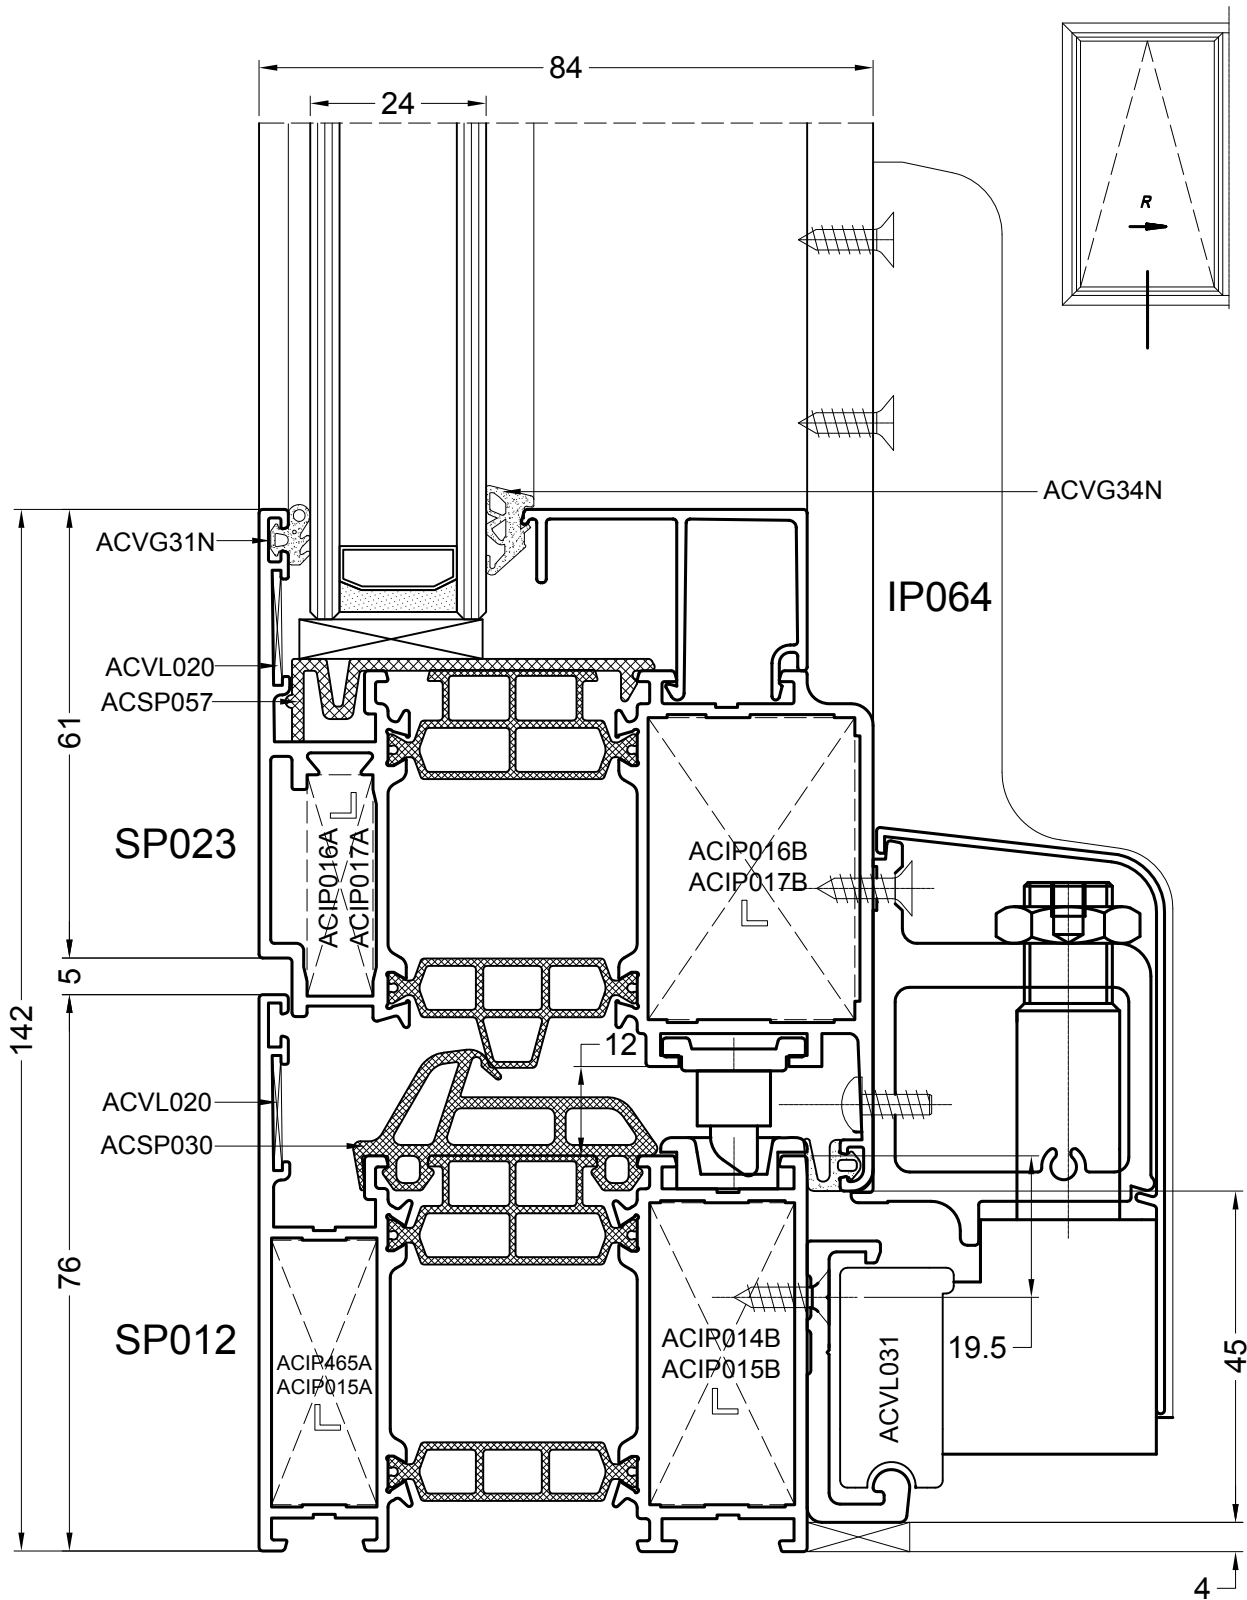 84
24
R
ACVG34N
ACVG31N
IP064
ACVL020
ACSP057
61
SP023
ACIP016A
ACIP017A
ACIP016B
ACIP017B
5
142
12
ACVL020
ACSP030
76
SP012
ACIP465A
ACIP015A
ACIP014B
ACIP015B
ACVL031
19.5
45
4